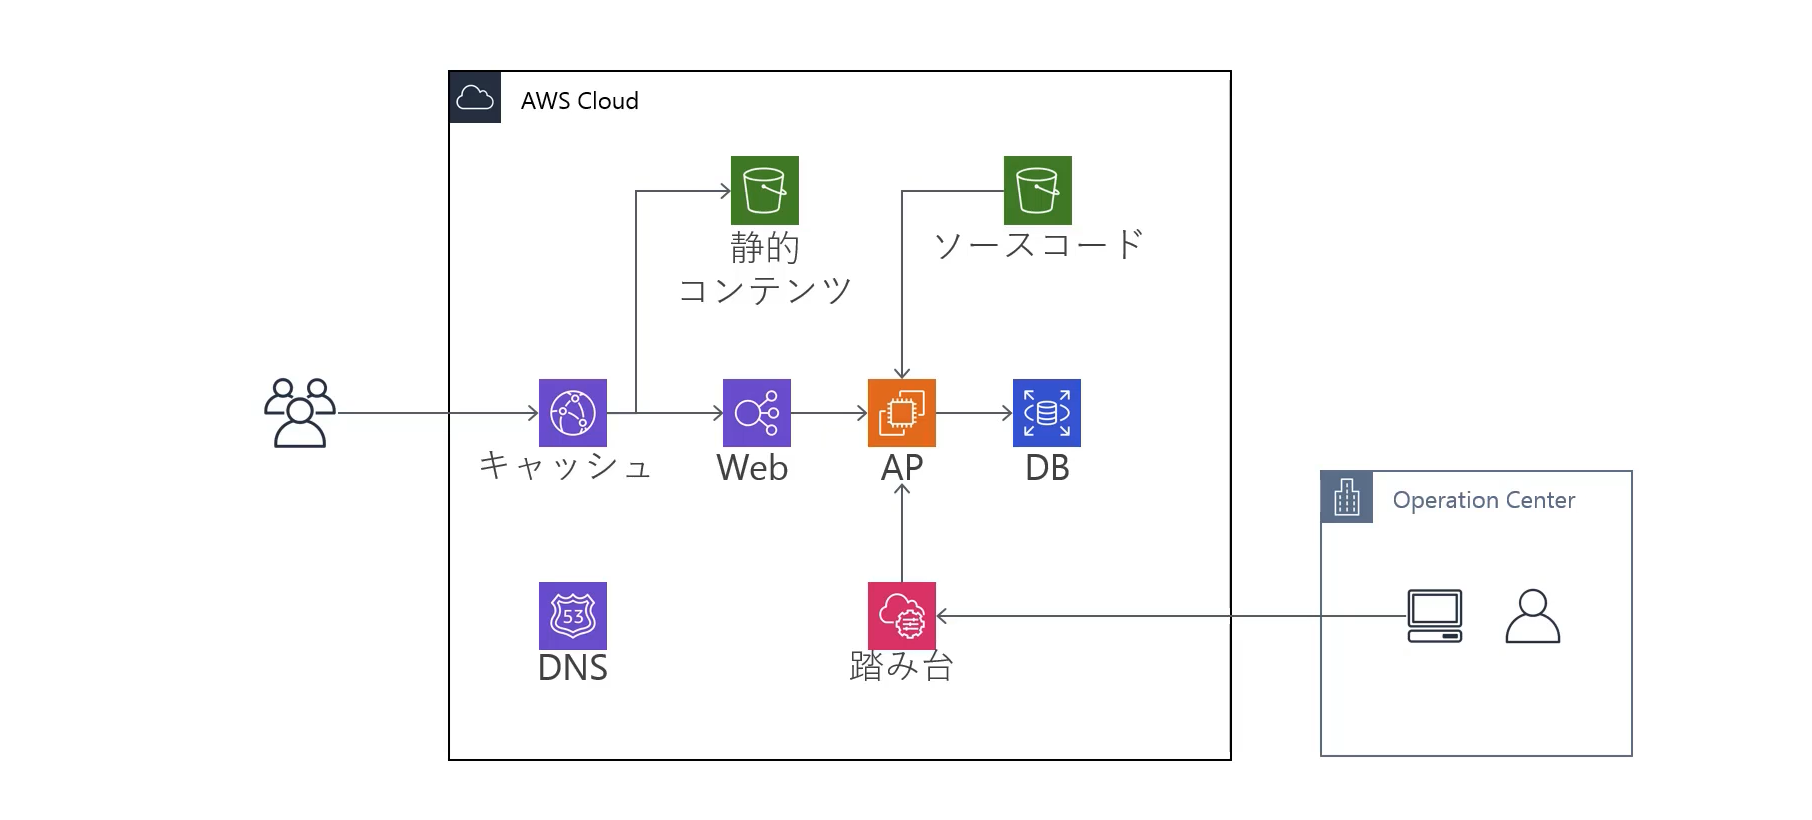 AWS Cloud
静的
コンテンツ
ソースコード
キャッシュ
Web
AP
DB
Operation Center
53
DNS
踏み台